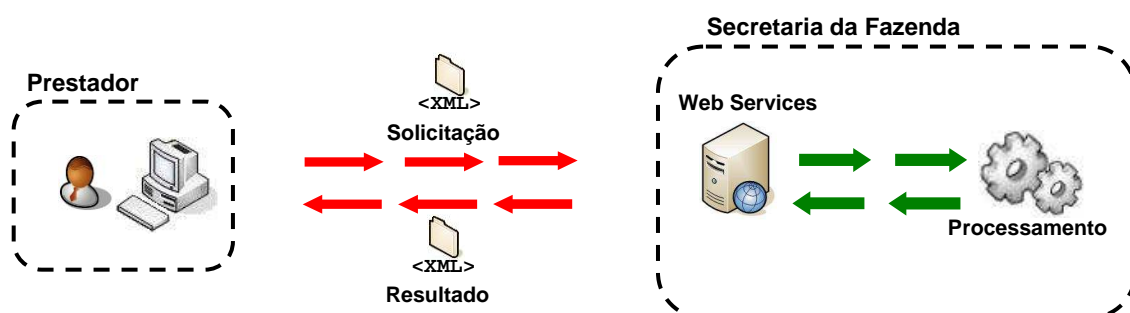 Secretaria da Fazenda
Prestador
<XML>
Solicitação
Web Services
Processamento
<XML>
Resultado